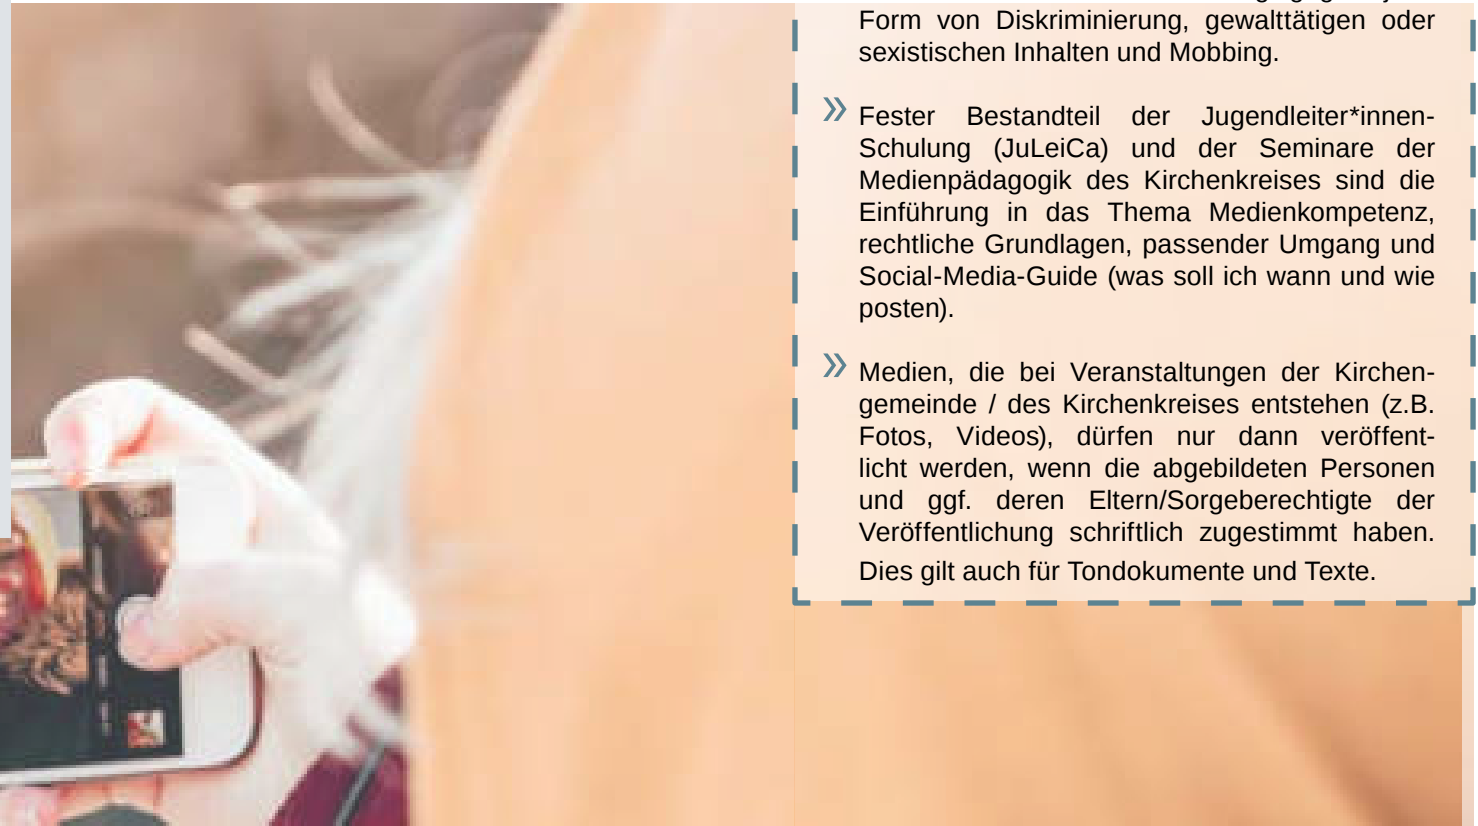 Form von Diskriminierung, gewalttätigen oder
sexistischen Inhalten und Mobbing.
» Fester Bestandteil der Jugendleiter*innen-
Schulung (JuLeiCa) und der Seminare der
Medienpädagogik des Kirchenkreises sind die
Einführung in das Thema Medienkompetenz,
rechtliche Grundlagen, passender Umgang und
Social-Media-Guide (was soll ich wann und wie
posten).
» Medien, die bei Veranstaltungen der Kirchen-
gemeinde / des Kirchenkreises entstehen (z.B.
Fotos, Videos), dürfen nur dann veröffent-
licht werden, wenn die abgebildeten Personen
und ggf. deren Eltern/Sorgeberechtigte der
Veröffentlichung schriftlich zugestimmt haben.
Dies gilt auch für Tondokumente und Texte.